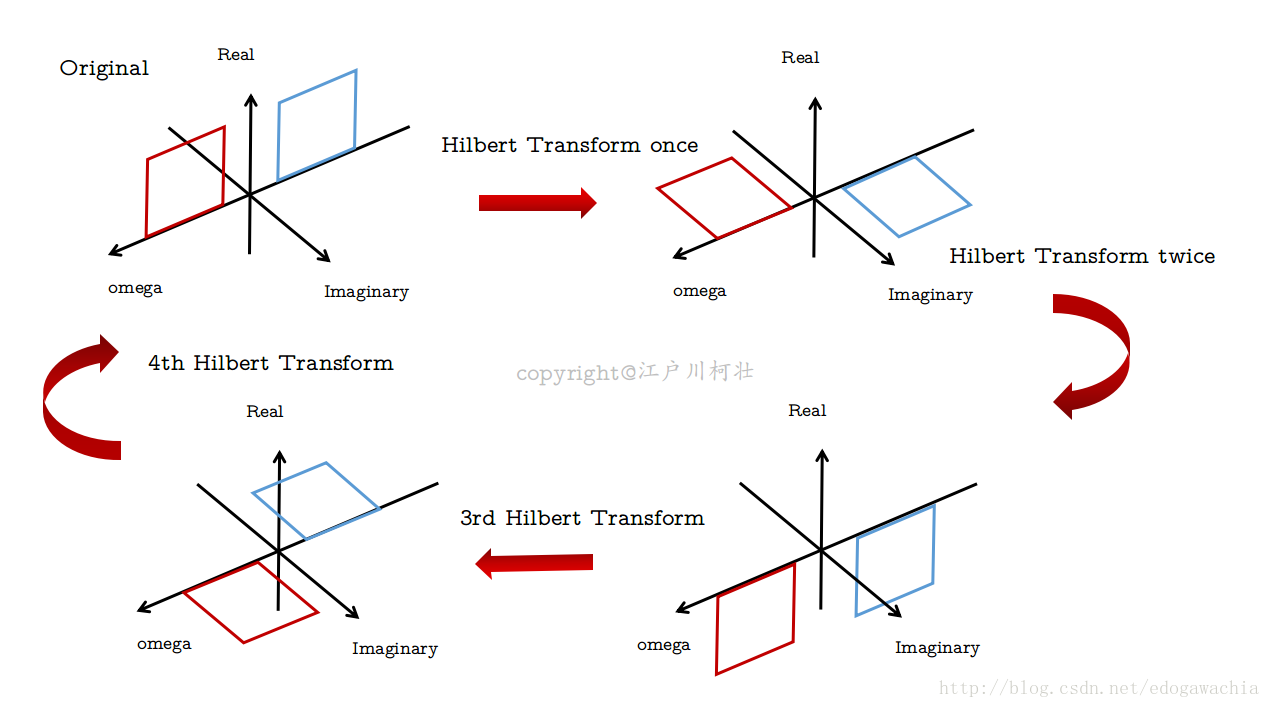 Original
Real
omega
Imaginary
Hilbert Transform once
Real
omega
Imaginary
Hilbert Transform twice
4th Hilbert Transform
copyright@江户川柯壮
Real
omega
Imaginary
3rd Hilbert Transform
Real
omega
Imaginary
http://blog.csdn.net/edogawachia